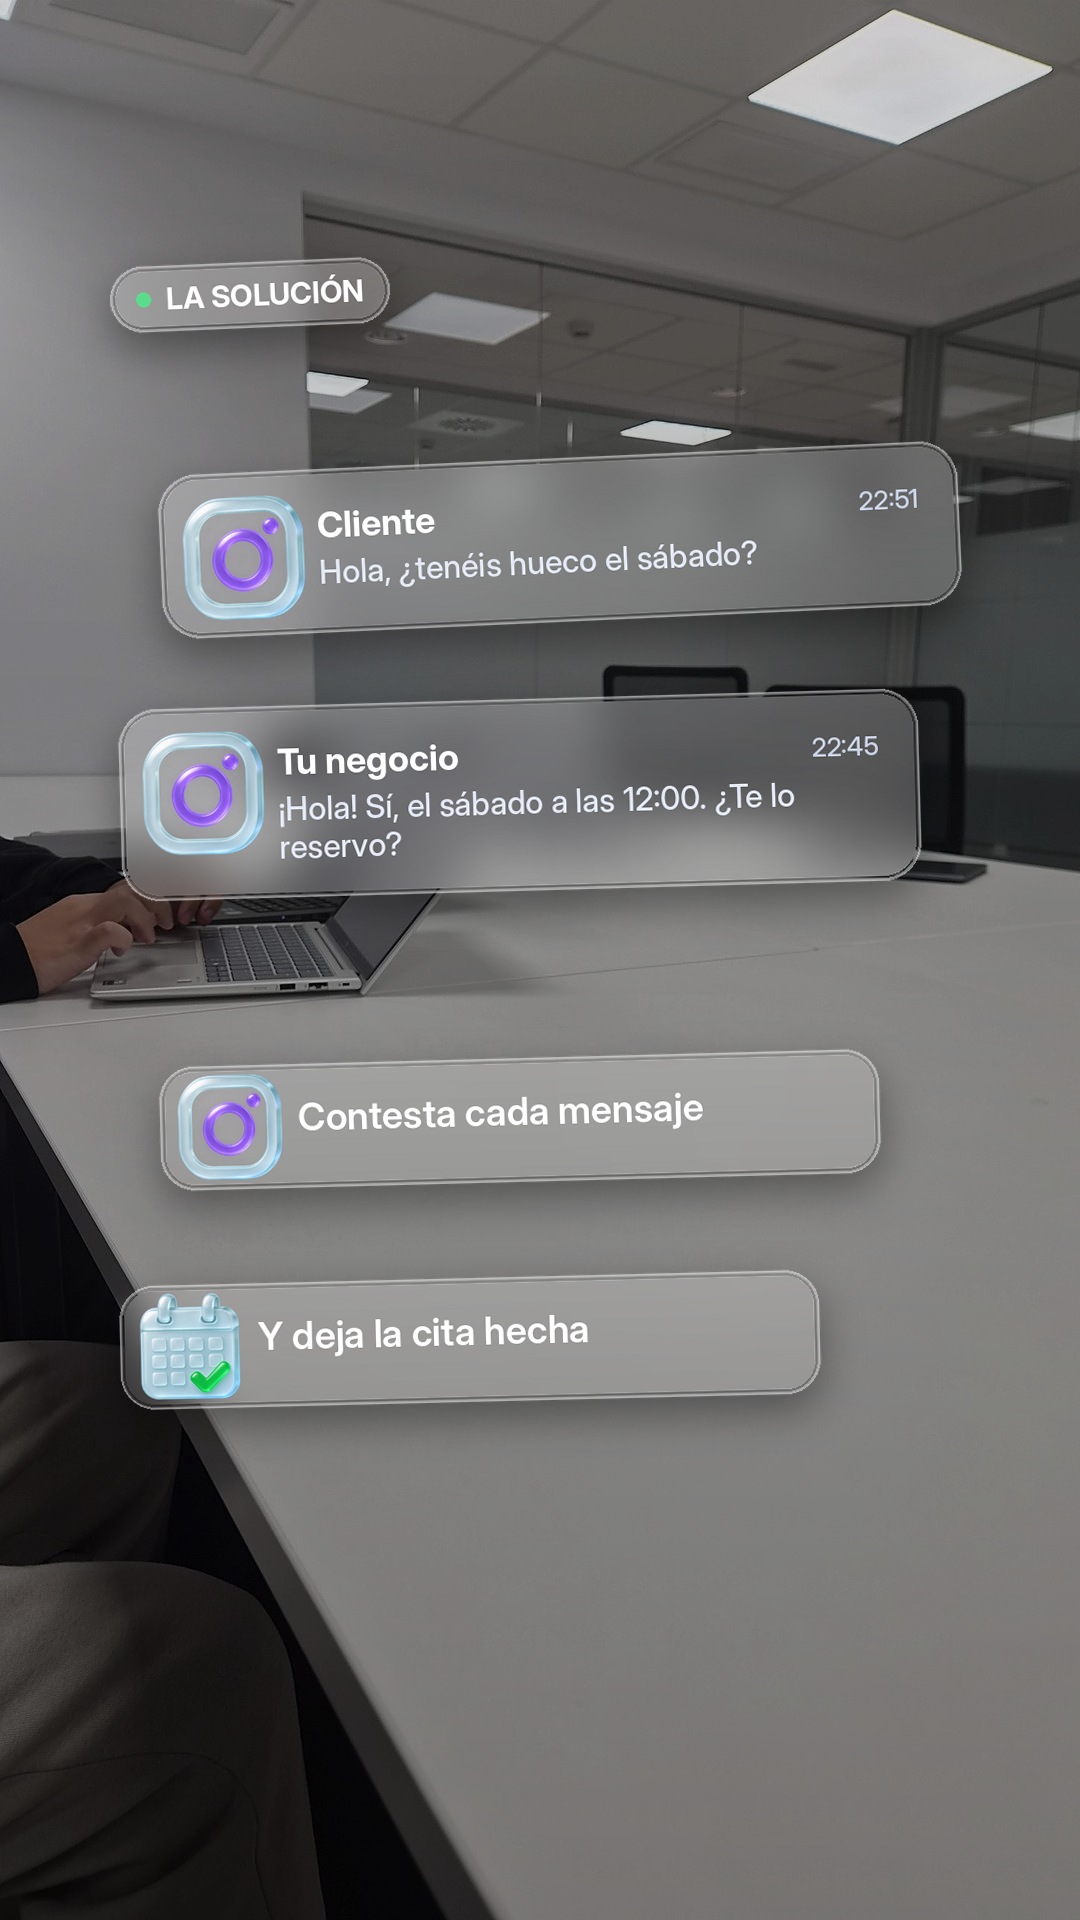 LA SOLUCIÓN
Cliente
22:51
Hola, ¿tenéis hueco el sábado?
Tu negocio
22:45
¡Hola! Sí, el sábado a las 12:00. ¿Te lo
reservo?
Contesta cada mensaje
Y deja la cita hecha